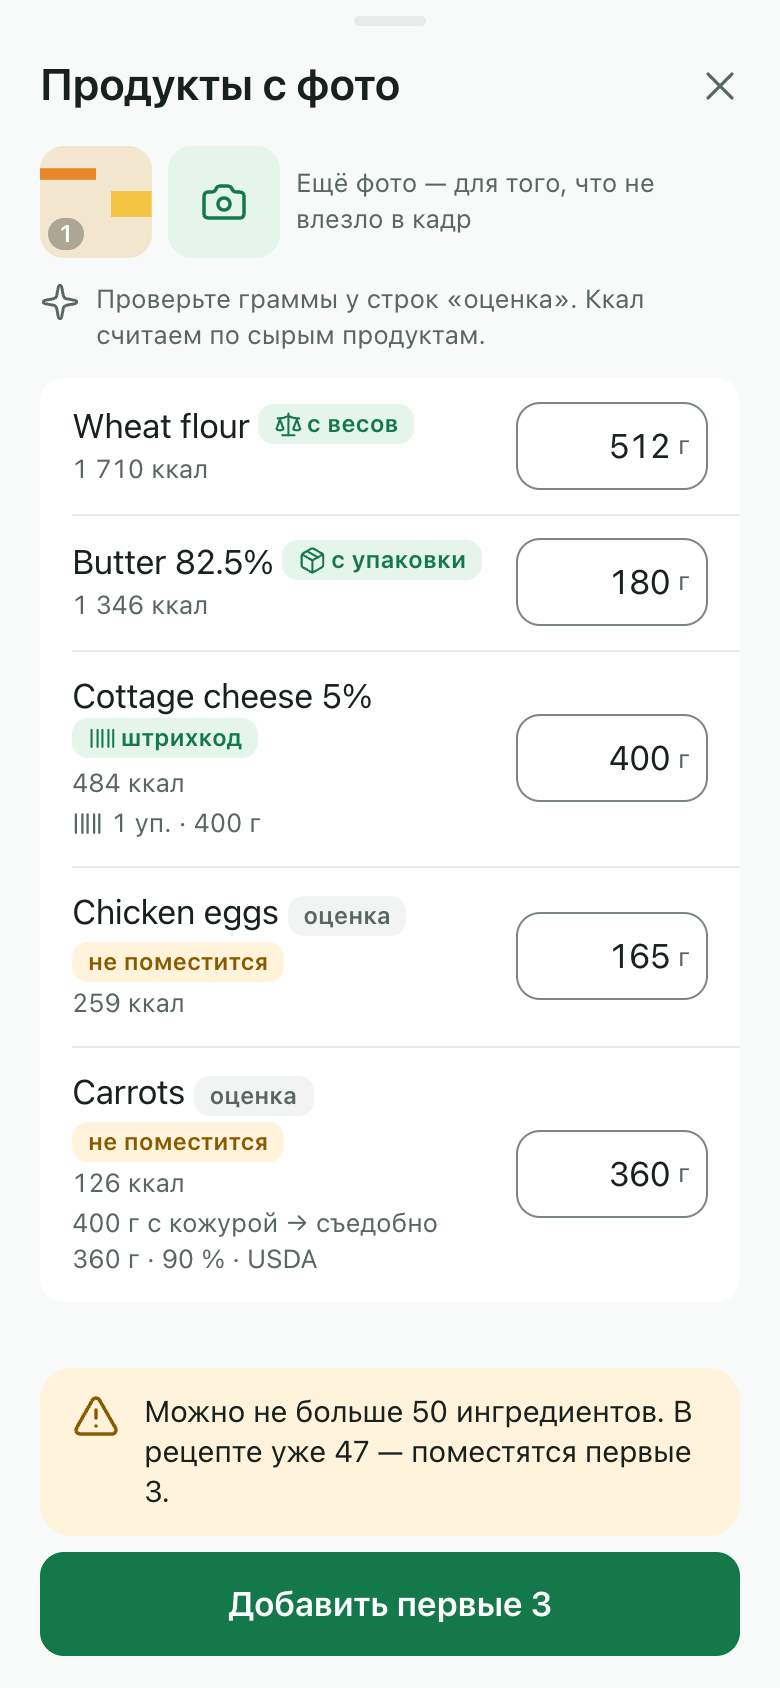 Продукты с фото
1
Ещё фото — для того, что не
влезло в кадр
Проверьте граммы у строк «оценка». Ккал
считаем по сырым продуктам.
Wheat flour с весов
1 710 ккал
512 г
Butter 82.5% с упаковки
1 346 ккал
180 г
Cottage cheese 5%
штрихкод
484 ккал
1 уп. · 400 г
400 г
Chicken eggs оценка
не поместится
259 ккал
165 г
Carrots оценка
не поместится
126 ккал
400 г с кожурой → съедобно
360 г · 90 % · USDA
360 г
Можно не больше 50 ингредиентов. В
рецепте уже 47 — поместятся первые
3.
Добавить первые 3